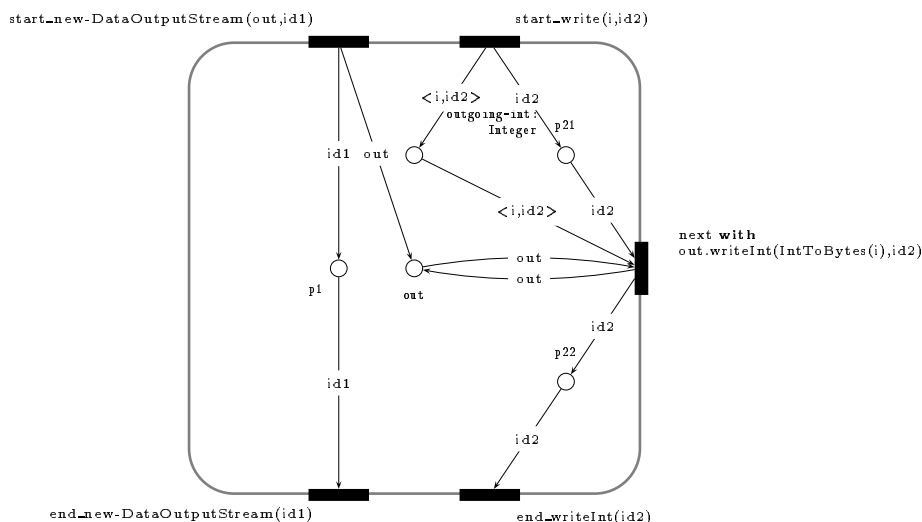 start_new-DataOutputStream(out,id1)
start_write(i,id2)
<i,id2>
id2
outgoing-int:
Integer
p21
id1
out
<i,id2>
id2
next with
out.writeInt(IntToBytes(i),id2)
out
out
p1
out
id2
p22
id1
id2
end_new-DataOutputStream(id1)
end_writeInt(id2)